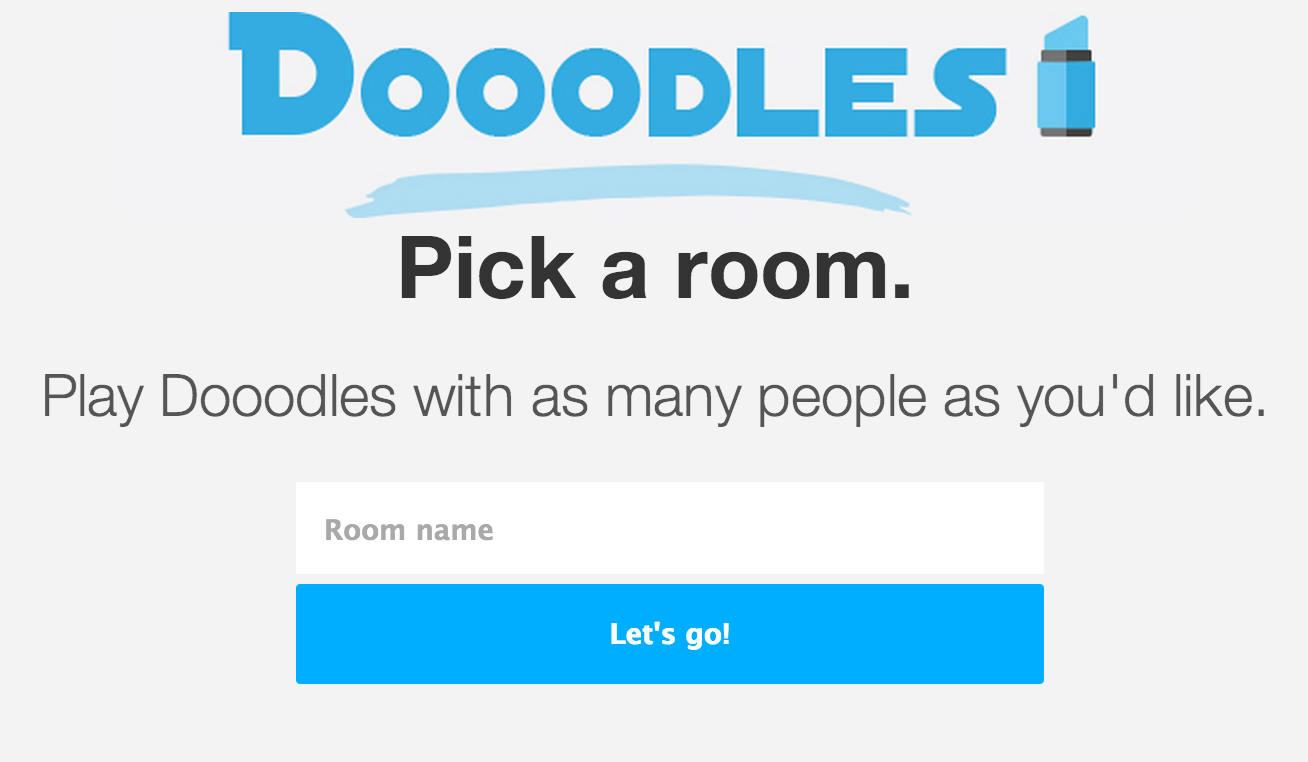 DOOODLES
Pick a room.
Play Dooodles with as many people as you'd like.
Room name
Let's go!